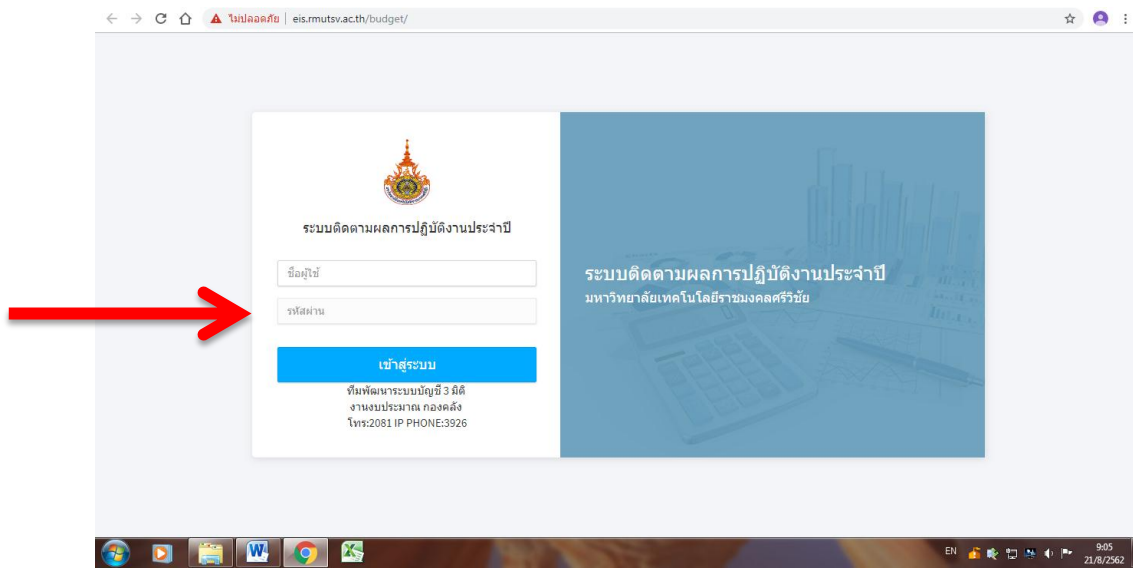 ไม่ปลอดภัย | eis.rmutsv.ac.th/budget/
ระบบติดตามผลการปฏิบัติงานประจำปี
ชื่อผู้ใช้
รหัสผ่าน
เข้าสู่ระบบ
ทีมพัฒนาระบบบัญชี 3 มิติ
งานงบประมาณ กองคลัง
โทร:2081 IP PHONE:3926
ระบบติดตามผลการปฏิบัติงานประจำปี
มหาวิทยาลัยเทคโนโลยีราชมงคลศรีวิชัย
EN
9:05
21/8/2562